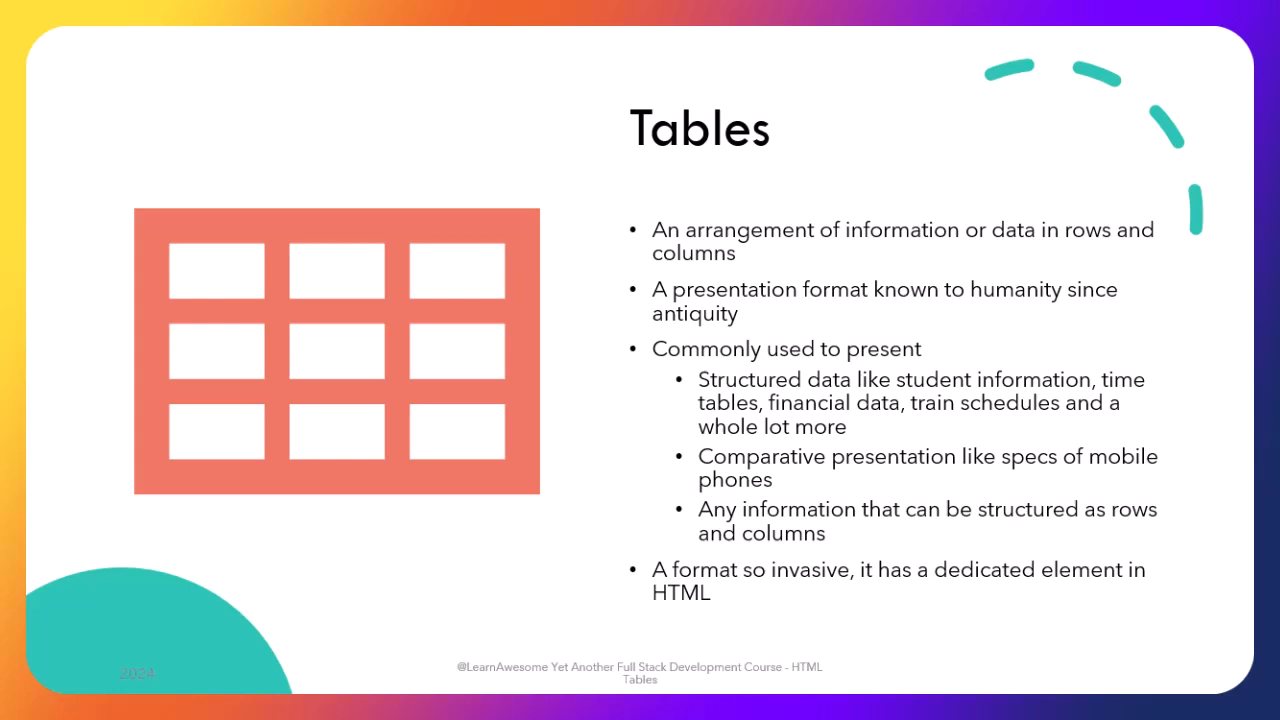 Tables
• An arrangement of information or data in rows and
columns
• A presentation format known to humanity since
antiquity
• Commonly used to present
• Structured data like student information, time
tables, financial data, train schedules and a
whole lot more
• Comparative presentation like specs of mobile
phones
• Any information that can be structured as rows
and columns
• A format so invasive, it has a dedicated element in
HTML
2024
@LearnAwesome Yet Another Full Stack Development Course - HTML
Tables